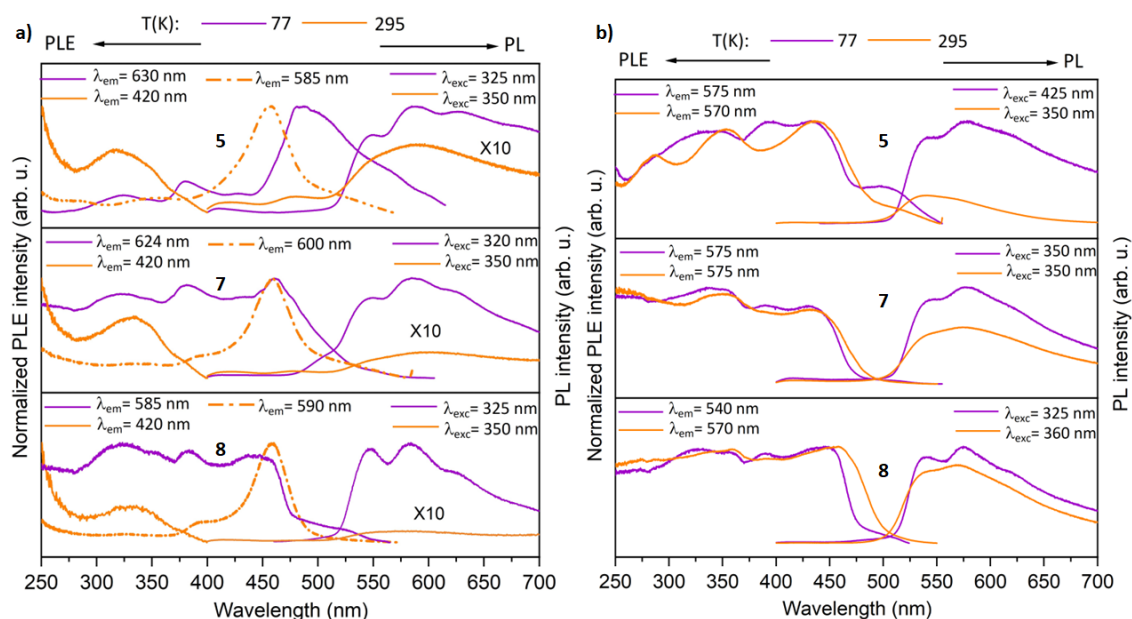 a)
T(K): 77 295
PLE PL
λem= 630 nm λem= 585 nm λexc= 325 nm
λem= 420 nm λexc= 350 nm
5
X10
λem= 624 nm λem= 600 nm λexc= 320 nm
λem= 420 nm λexc= 350 nm
7
X10
λem= 585 nm λem= 590 nm λexc= 325 nm
λem= 420 nm λexc= 350 nm
8
X10
Normalized PLE intensity (arb. u.)
PL intensity (arb. u.)
250 300 350 400 450 500 550 600 650 700
Wavelength (nm)
b)
T(K): 77 295
PLE PL
λem= 575 nm λexc= 425 nm
λem= 570 nm λexc= 350 nm
5
λem= 575 nm λexc= 350 nm
λem= 575 nm λexc= 350 nm
7
λem= 540 nm λexc= 325 nm
λem= 570 nm λexc= 360 nm
8
Normalized PLE intensity (arb. u.)
PL intensity (arb. u.)
250 300 350 400 450 500 550 600 650 700
Wavelength (nm)